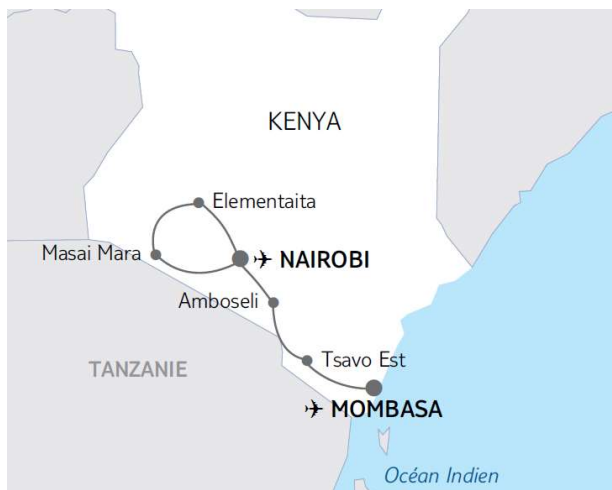 KENYA
Elementaita
Masai Mara
✈ NAIROBI
Amboseli
Tsavo Est
TANZANIE
✈ MOMBASA
Océan Indien